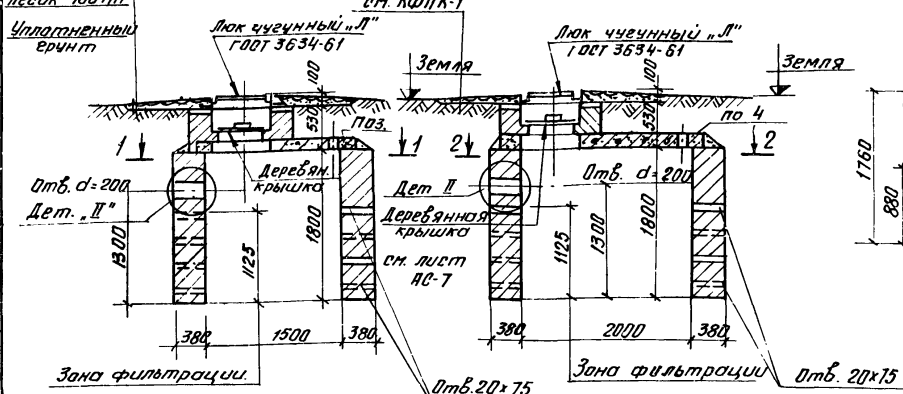 песок 100мм
Уплотненный
грунт
см. КФПК-1
Люк чугунный „Л"
ГОСТ 3634-61
Люк чугунный „Л"
ГОСТ 3634-61
Земля
Земля
100
100
530
530
поз.
по 4
1
1
2
2
Деревян.
крышка
Отв. d=200
Дет. „II"
Отв. d=200
Дет II
Деревянная
крышка
см. лист
АС-7
1300
1125
1800
1125
1300
1800
1760
880
380
1500
380
380
2000
380
Зона фильтрации.
Отв. 20×75
Зона фильтрации
Отв. 20×75